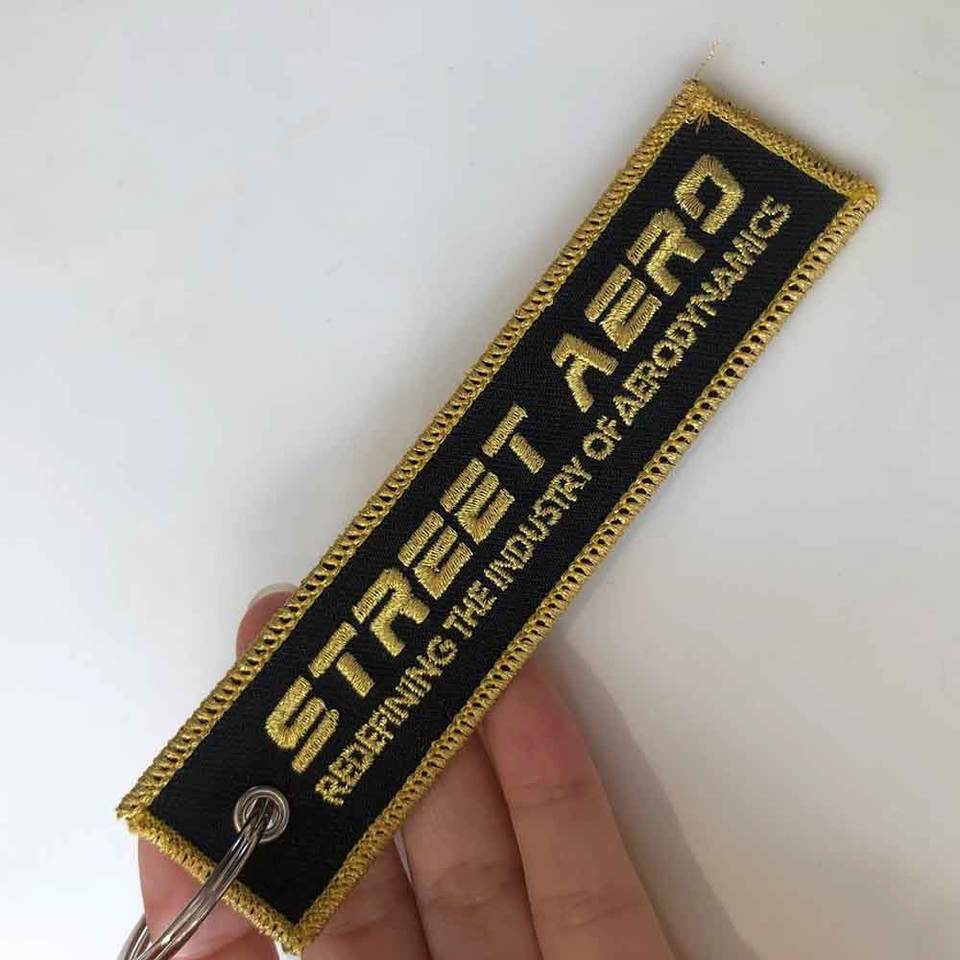 STREET AERO
REDEFINING THE INDUSTRY OF AERODYNAMICS